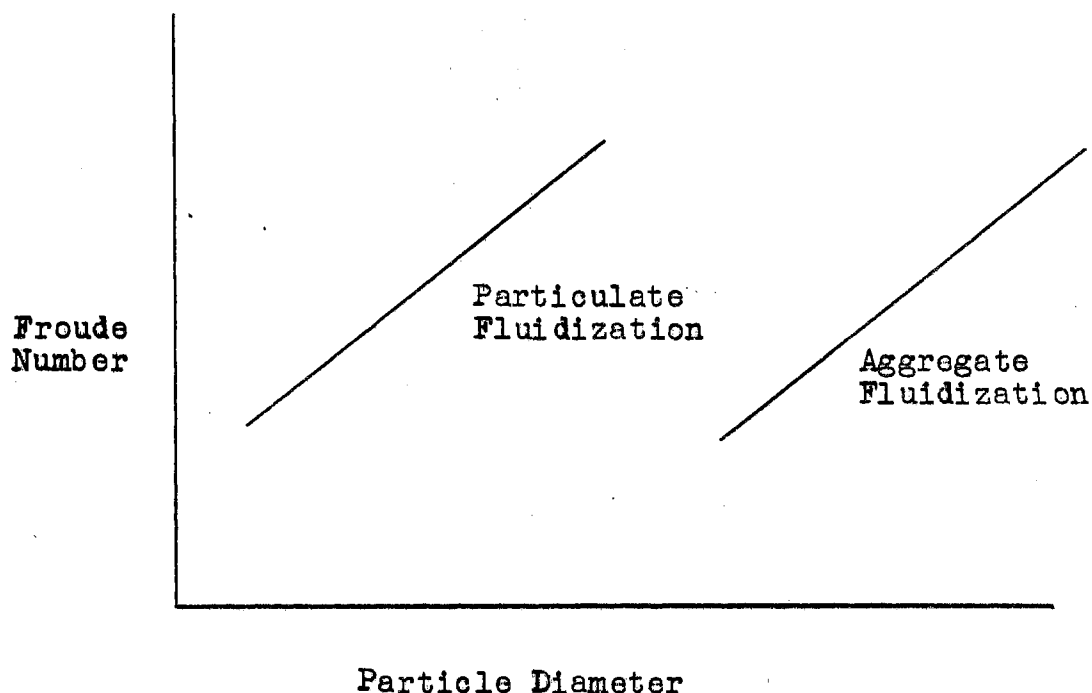 Particulate
Fluidization
Froude
Number
Aggregate
Fluidization
Particle Diameter